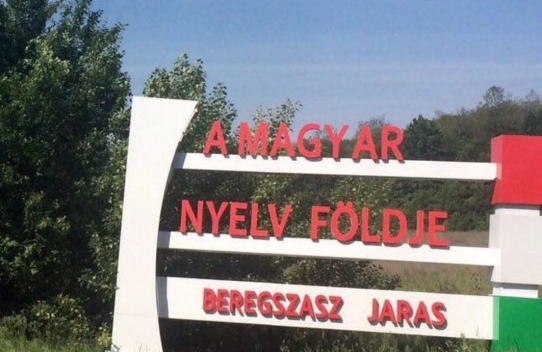 A MAGYAR
NYELV FÖLDJE
BEREGSZASZ JARAS